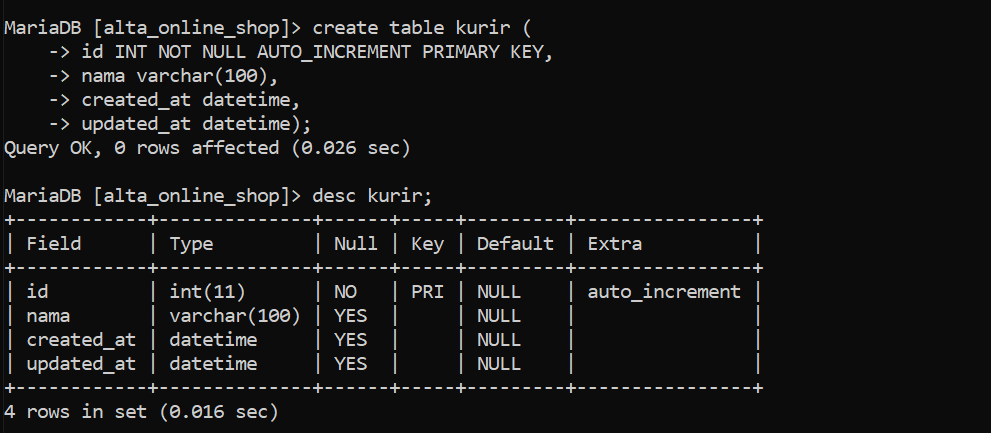 MariaDB [alta_online_shop]> create table kurir (
    -> id INT NOT NULL AUTO_INCREMENT PRIMARY KEY,
    -> nama varchar(100),
    -> created_at datetime,
    -> updated_at datetime);
Query OK, 0 rows affected (0.026 sec)

MariaDB [alta_online_shop]> desc kurir;
+------------+--------------+------+-----+---------+----------------+
| Field      | Type         | Null | Key | Default | Extra          |
+------------+--------------+------+-----+---------+----------------+
| id         | int(11)      | NO   | PRI | NULL    | auto_increment |
| nama       | varchar(100) | YES  |     | NULL    |                |
| created_at | datetime     | YES  |     | NULL    |                |
| updated_at | datetime     | YES  |     | NULL    |                |
+------------+--------------+------+-----+---------+----------------+
4 rows in set (0.016 sec)